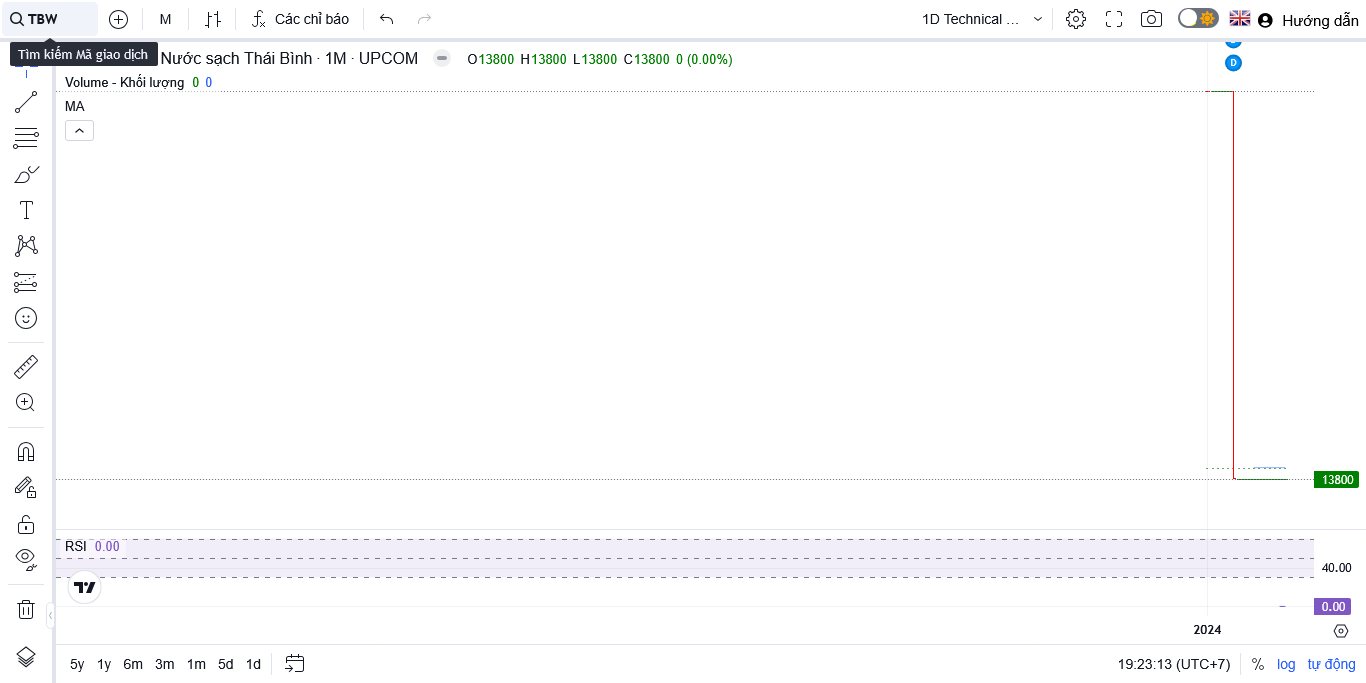 TBW
M
Các chỉ báo
1D Technical ...
Hướng dẫn
Tìm kiếm Mã giao dịch
Nước sạch Thái Bình · 1M · UPCOM
O13800 H13800 L13800 C13800 0 (0.00%)
D
Volume - Khối lượng 0 0
MA
13800
RSI 0.00
40.00
0.00
2024
5y 1y 6m 3m 1m 5d 1d
19:23:13 (UTC+7)
% log tự động